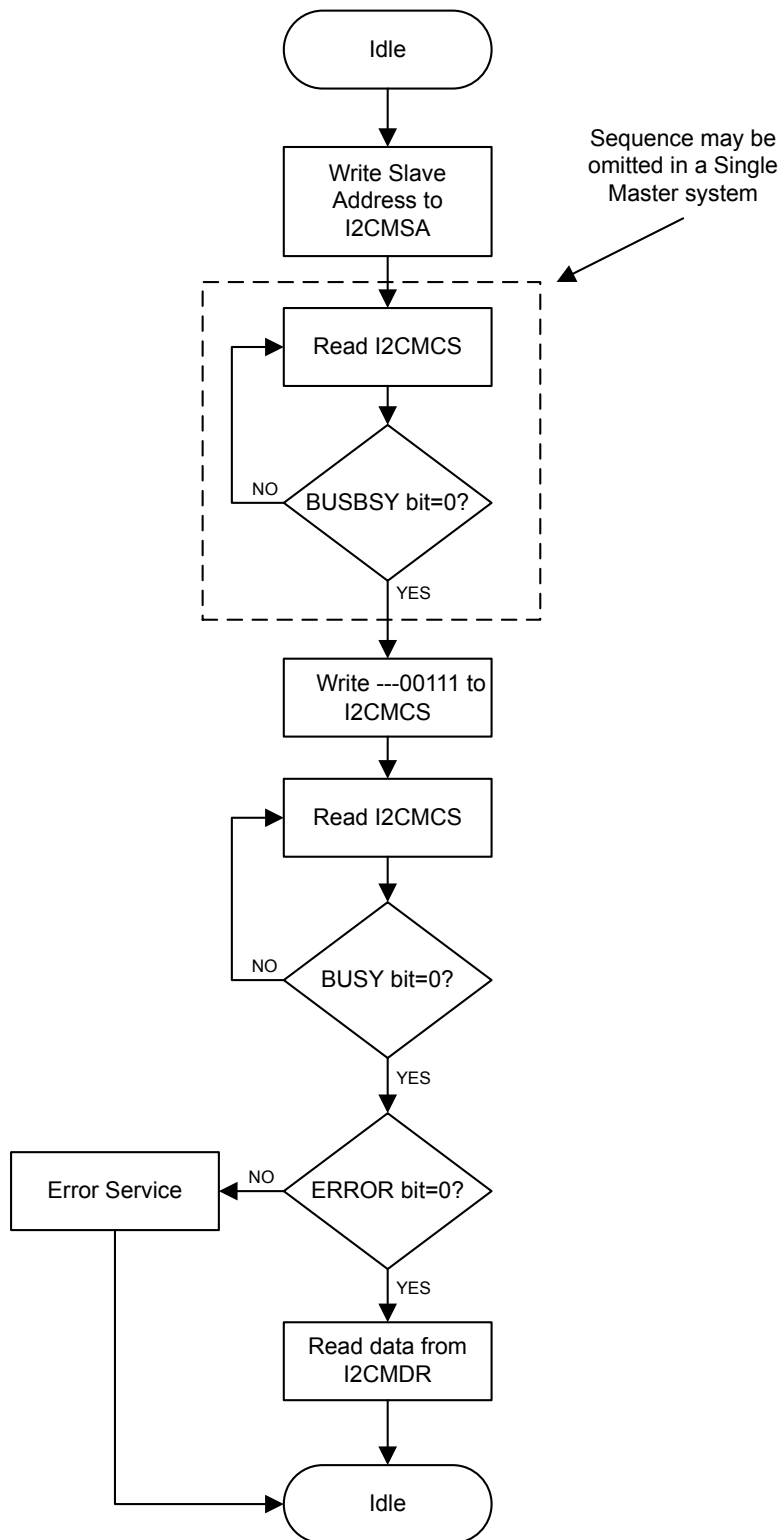 Idle
Sequence may be
omitted in a Single
Master system
Write Slave
Address to
I2CMSA
Read I2CMCS
NO
BUSBSY bit=0?
YES
Write ---00111 to
I2CMCS
Read I2CMCS
NO
BUSY bit=0?
YES
Error Service
NO
ERROR bit=0?
YES
Read data from
I2CMDR
Idle